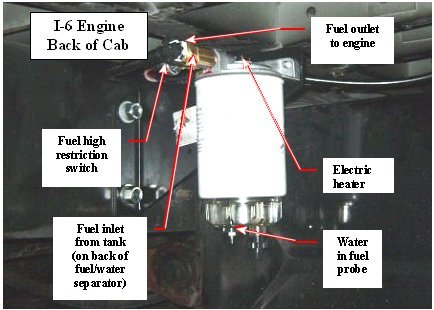 I-6 Engine
Back of Cab
Fuel outlet
to engine
Fuel high
restriction
switch
Electric
heater
Fuel inlet
from tank
(on back of
fuel/water
separator)
Water
in fuel
probe